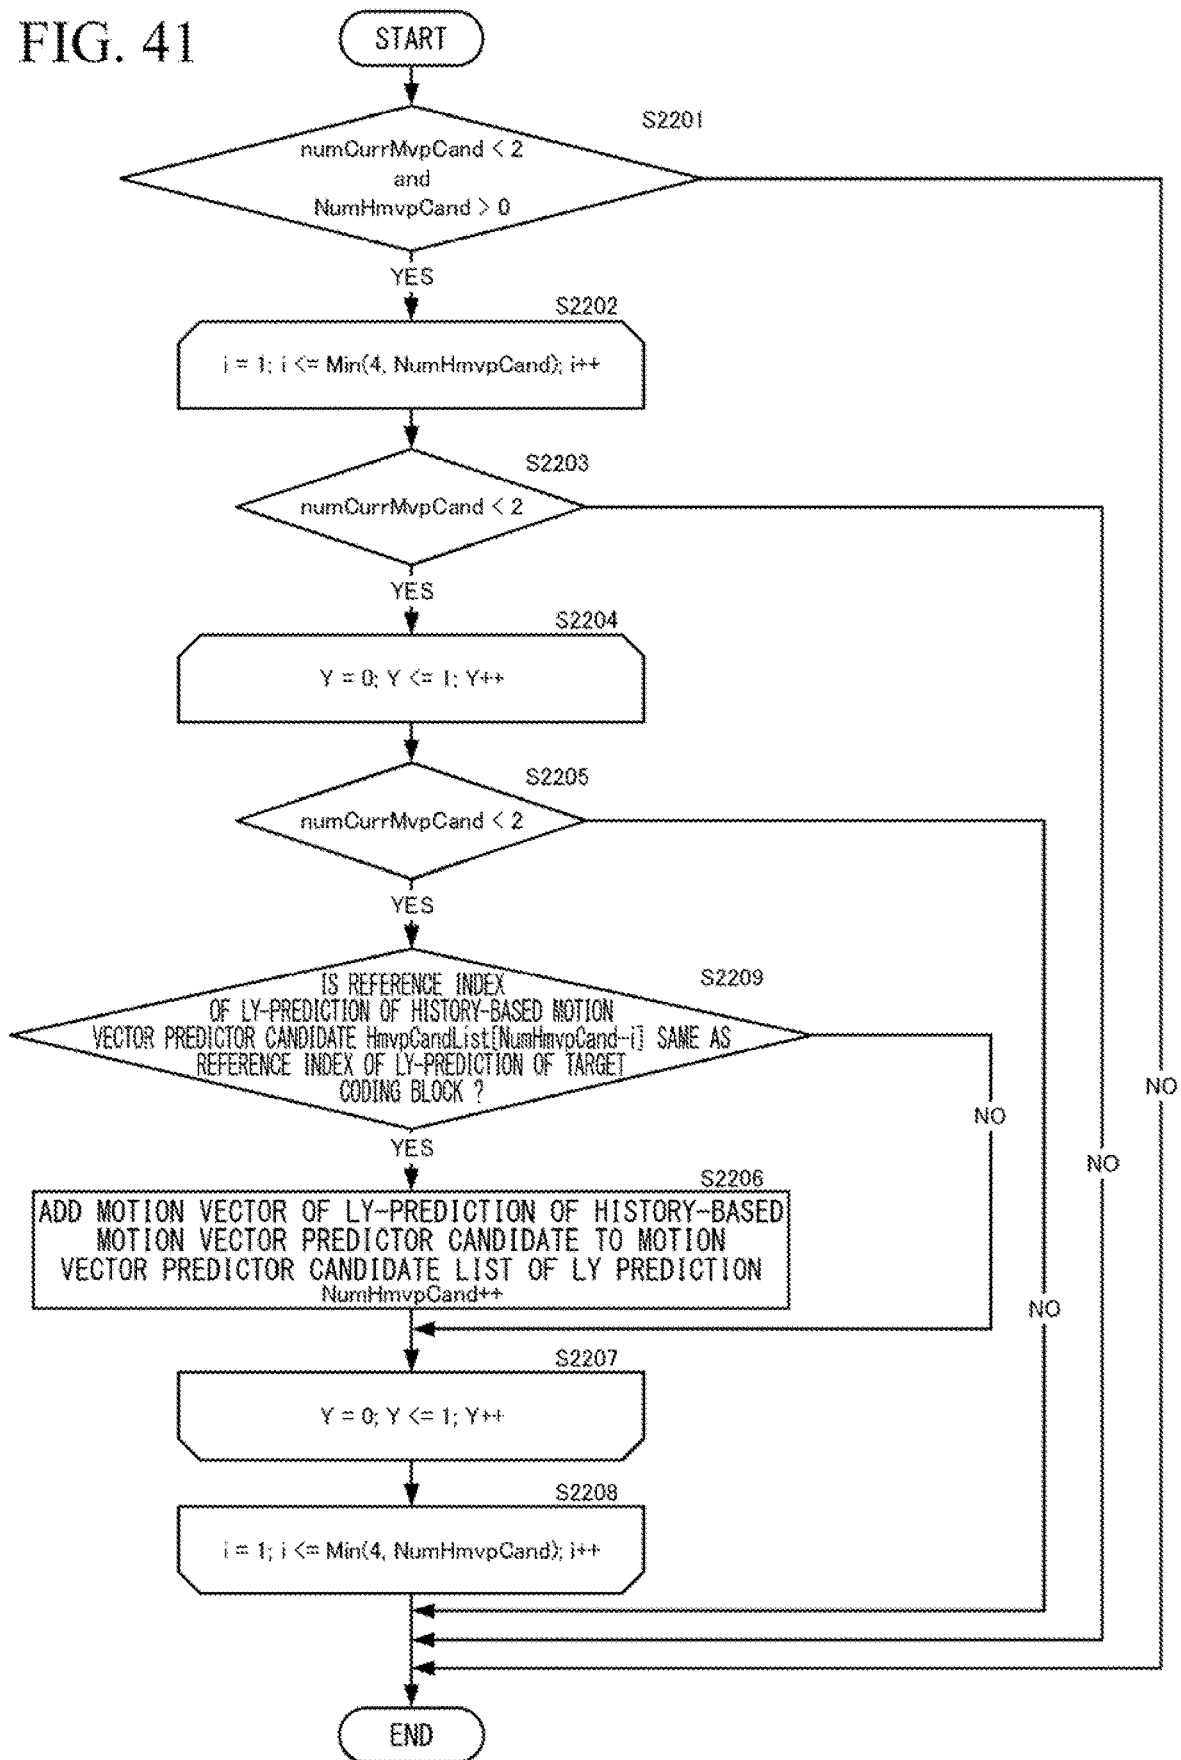 FIG. 41
START
S2201
numCurrMvpCand < 2
and
NumHmvpCand > 0
YES
S2202
i = 1; i <= Min(4, NumHmvpCand); i++
S2203
numCurrMvpCand < 2
YES
S2204
Y = 0; Y <= 1; Y++
S2205
numCurrMvpCand < 2
YES
S2209
IS REFERENCE INDEX
OF LY-PREDICTION OF HISTORY-BASED MOTION
VECTOR PREDICTOR CANDIDATE HmvpCandList[NumHmvpCand-i] SAME AS
REFERENCE INDEX OF LY-PREDICTION OF TARGET
CODING BLOCK ?
NO
NO
NO
NO
YES
S2206
ADD MOTION VECTOR OF LY-PREDICTION OF HISTORY-BASED
MOTION VECTOR PREDICTOR CANDIDATE TO MOTION
VECTOR PREDICTOR CANDIDATE LIST OF LY PREDICTION
NumHmvpCand++
S2207
Y = 0; Y <= 1; Y++
S2208
i = 1; i <= Min(4, NumHmvpCand); i++
END